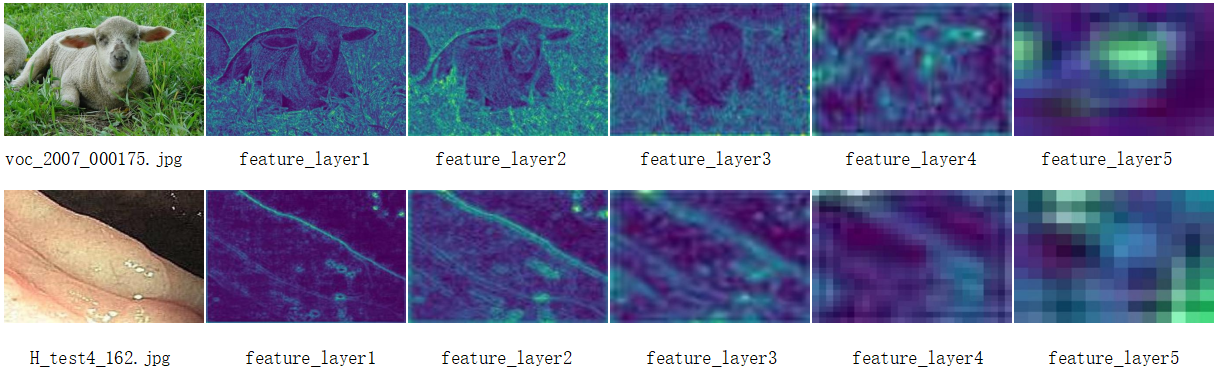 voc_2007_000175.jpg feature_layer1 feature_layer2 feature_layer3 feature_layer4 feature_layer5
H_test4_162.jpg feature_layer1 feature_layer2 feature_layer3 feature_layer4 feature_layer5